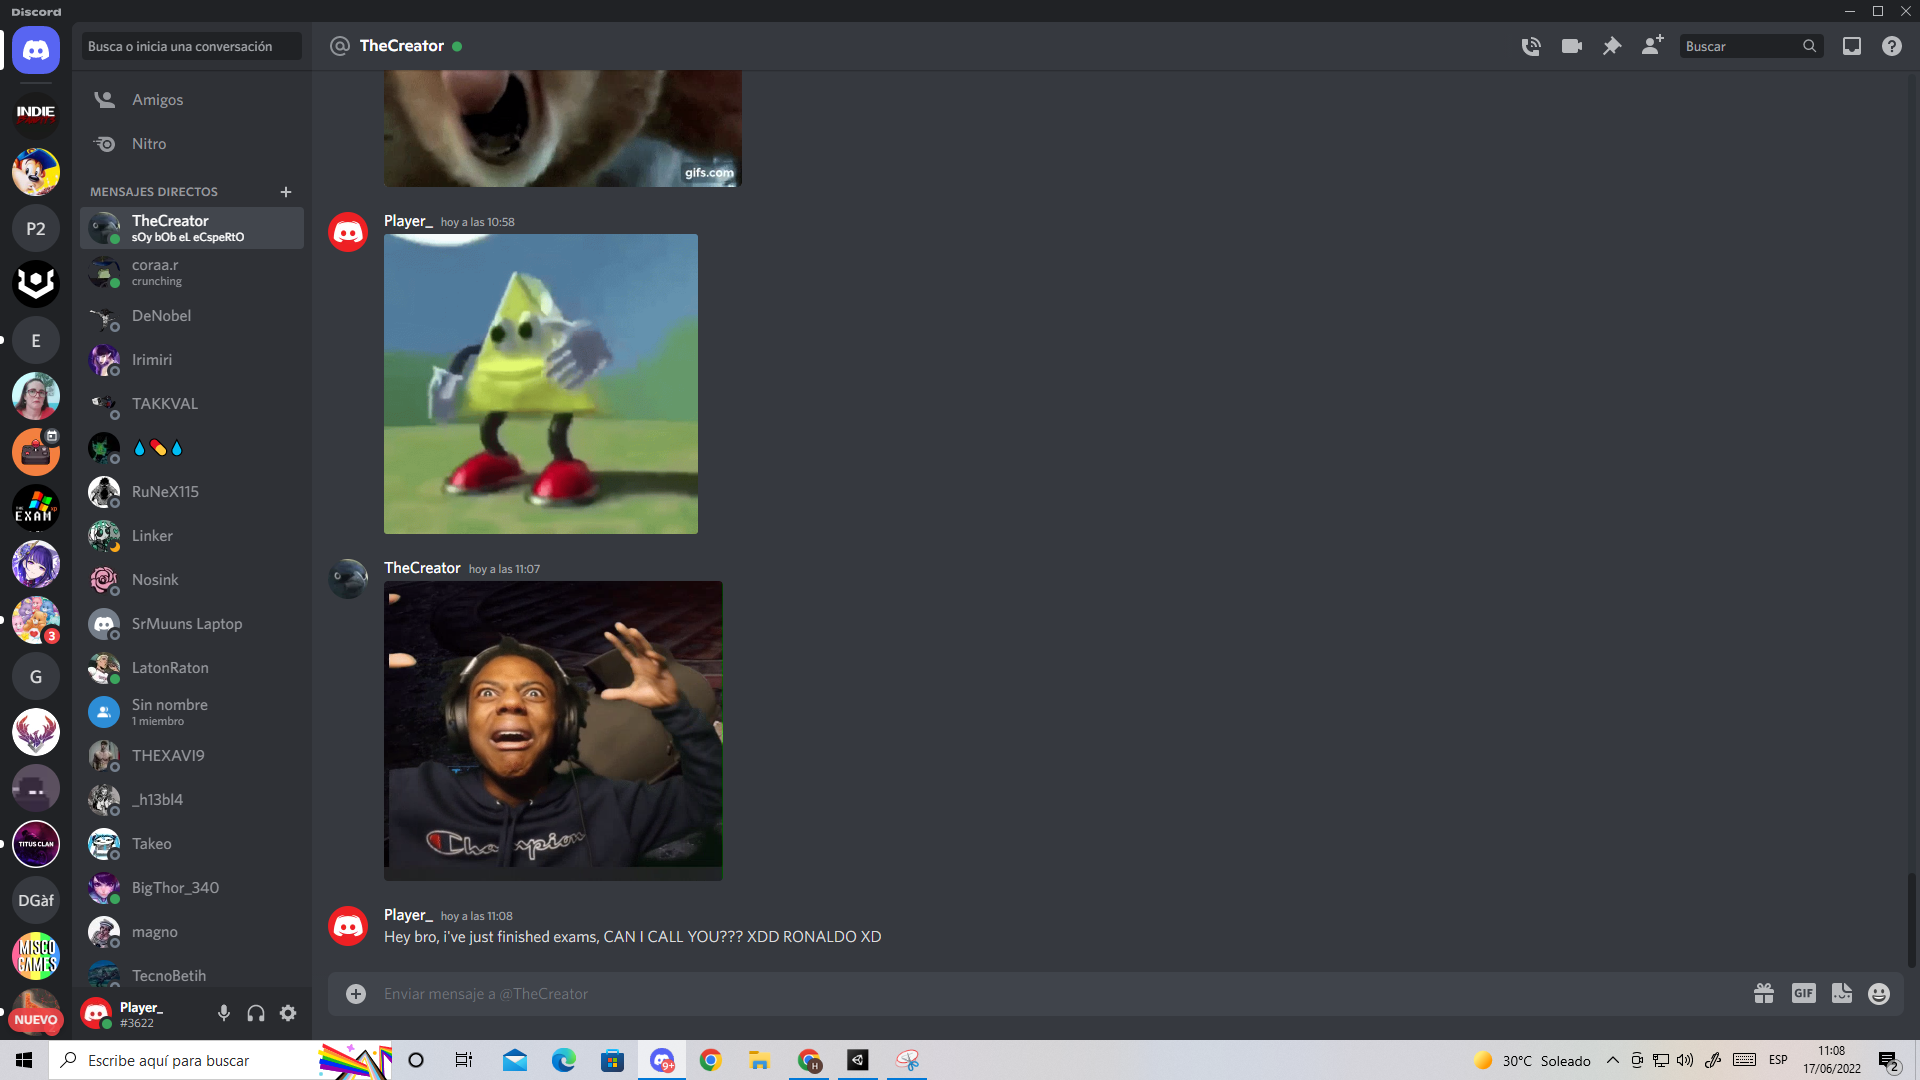 Discord
Busca o inicia una conversación
TheCreator
Buscar
INDIE
Amigos
Nitro
MENSAJES DIRECTOS
TheCreator
sOy bOb eL eCspeRtO
coraa.r
crunching
DeNobel
Irimiri
TAKKVAL
RuNeX115
Linker
Nosink
SrMuuns Laptop
LatonRaton
Sin nombre
1 miembro
THEXAVI9
_h13bl4
Takeo
BigThor_340
magno
TecnoBetih
P2
E
EXAM
3
G
TITUS CLAN
DGàf
MISCO
GAMES
NUEVO
Player_
#3622
gifs.com
Player_ hoy a las 10:58
TheCreator hoy a las 11:07
Champion
Player_ hoy a las 11:08
Hey bro, i've just finished exams, CAN I CALL YOU??? XDD RONALDO XD
Enviar mensaje a @TheCreator
GIF
Escribe aquí para buscar
9+
H
30°C Soleado
ESP
11:08
17/06/2022
2